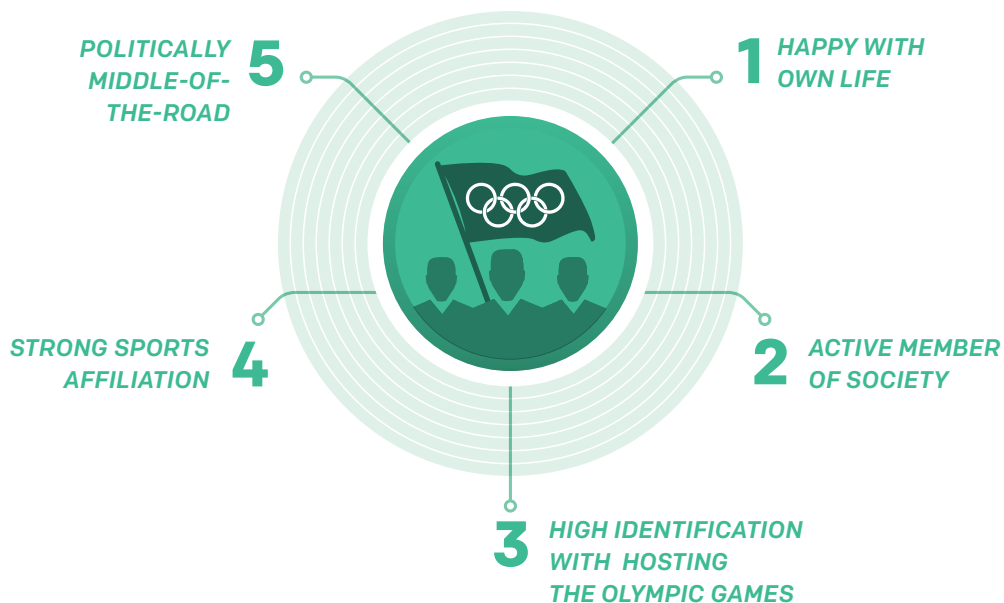 1 HAPPY WITH
OWN LIFE
2 ACTIVE MEMBER
OF SOCIETY
3 HIGH IDENTIFICATION
WITH HOSTING
THE OLYMPIC GAMES
4 STRONG SPORTS
AFFILIATION
5 POLITICALLY
MIDDLE-OF-
THE-ROAD